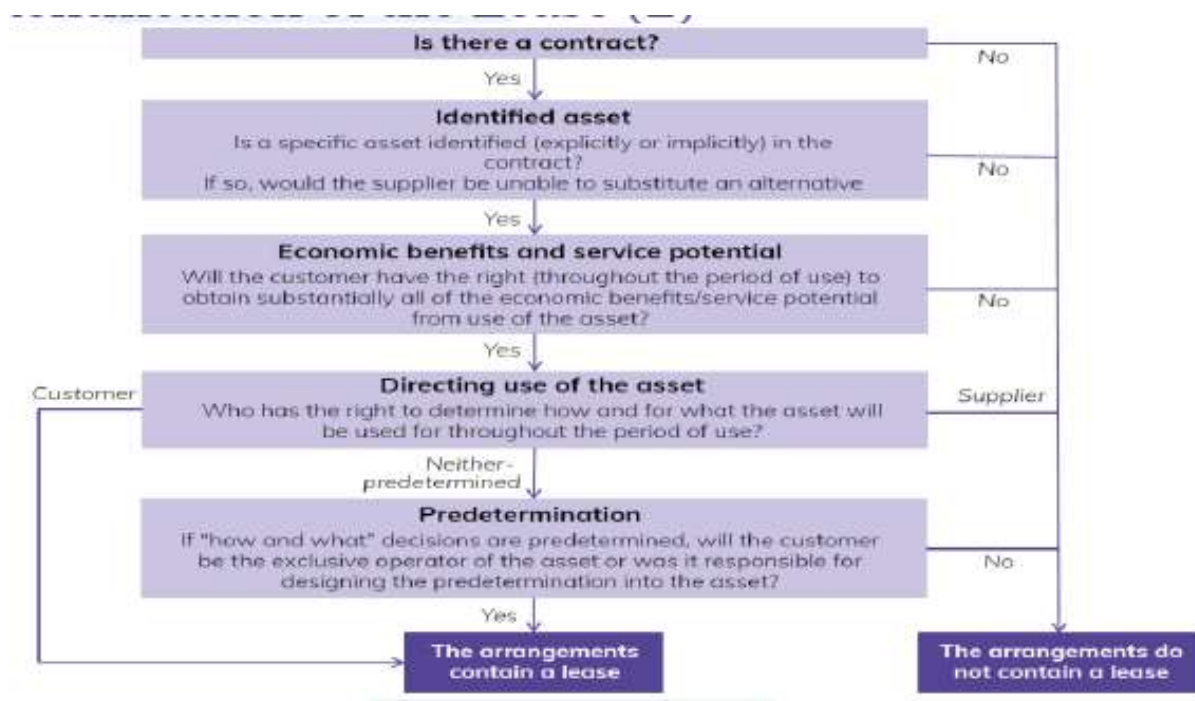 Is there a contract?
No
Yes
Identified asset
Is a specific asset identified (explicitly or implicitly) in the
contract?
If so, would the supplier be unable to substitute an alternative
No
Yes
Economic benefits and service potential
Will the customer have the right (throughout the period of use) to
obtain substantially all of the economic benefits/service potential
from use of the asset?
No
Yes
Customer
Directing use of the asset
Supplier
Who has the right to determine how and for what the asset will
be used for throughout the period of use?
Neither-
predetermined
Predetermination
If "how and what" decisions are predetermined, will the customer
be the exclusive operator of the asset or was it responsible for
designing the predetermination into the asset?
No
Yes
The arrangements
contain a lease
The arrangements do
not contain a lease